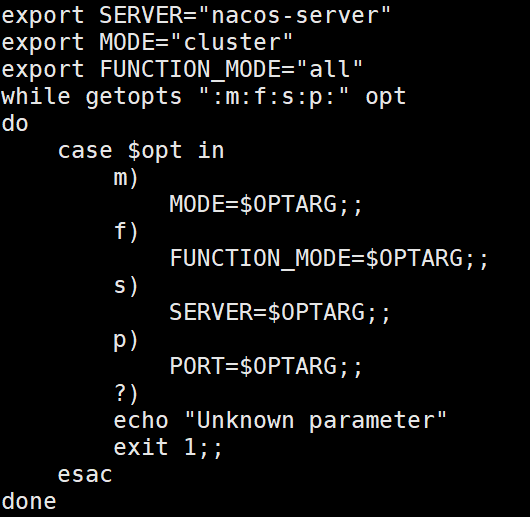 export SERVER="nacos-server"
export MODE="cluster"
export FUNCTION_MODE="all"
while getopts ":m:f:s:p:" opt
do
    case $opt in
        m)
            MODE=$OPTARG;;
        f)
            FUNCTION_MODE=$OPTARG;;
        s)
            SERVER=$OPTARG;;
        p)
            PORT=$OPTARG;;
        ?)
        echo "Unknown parameter"
        exit 1;;
    esac
done